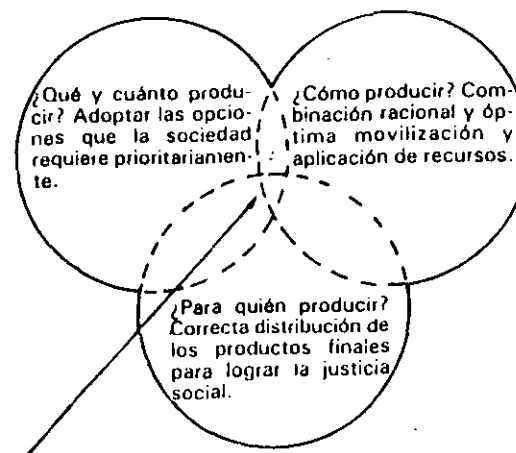 ¿Qué y cuánto produ-
cir? Adoptar las opcio-
nes que la sociedad
requiere prioritariamen-
te.
¿Cómo producir? Com-
binación racional y óp-
tima movilización y
aplicación de recursos.
¿Para quién producir?
Correcta distribución de
los productos finales
para lograr la justicia
social.